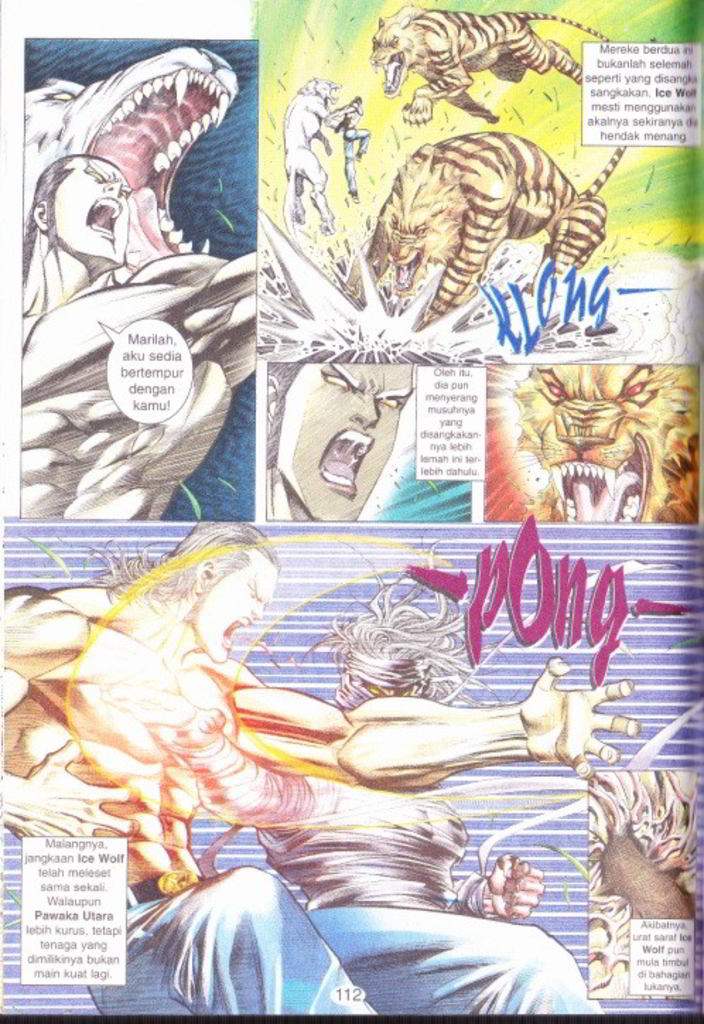 Mereke berdua ini
bukanlah selemah
seperti yang disangka
sangkakan, Ice Wolf
mesti menggunakan
akalnya sekiranya dia
hendak menang
Marilah,
aku sedia
bertempur
dengan
kamu!
KLONG
Oleh itu,
dia pun
menyerang
musuhnya
yang
disangkakan-
nya lebih
lemah ini ter-
lebih dahulu.
PONG
Malangnya,
jangkaan Ice Wolf
telah meleset
sama sekali.
Walaupun
Pawaka Utara
lebih kurus, tetapi
tenaga yang
dimilikinya bukan
main kuat lagi.
Akibatnya,
urat saraf Ice
Wolf pun
mula timbul
di bahagian
lukanya.
112